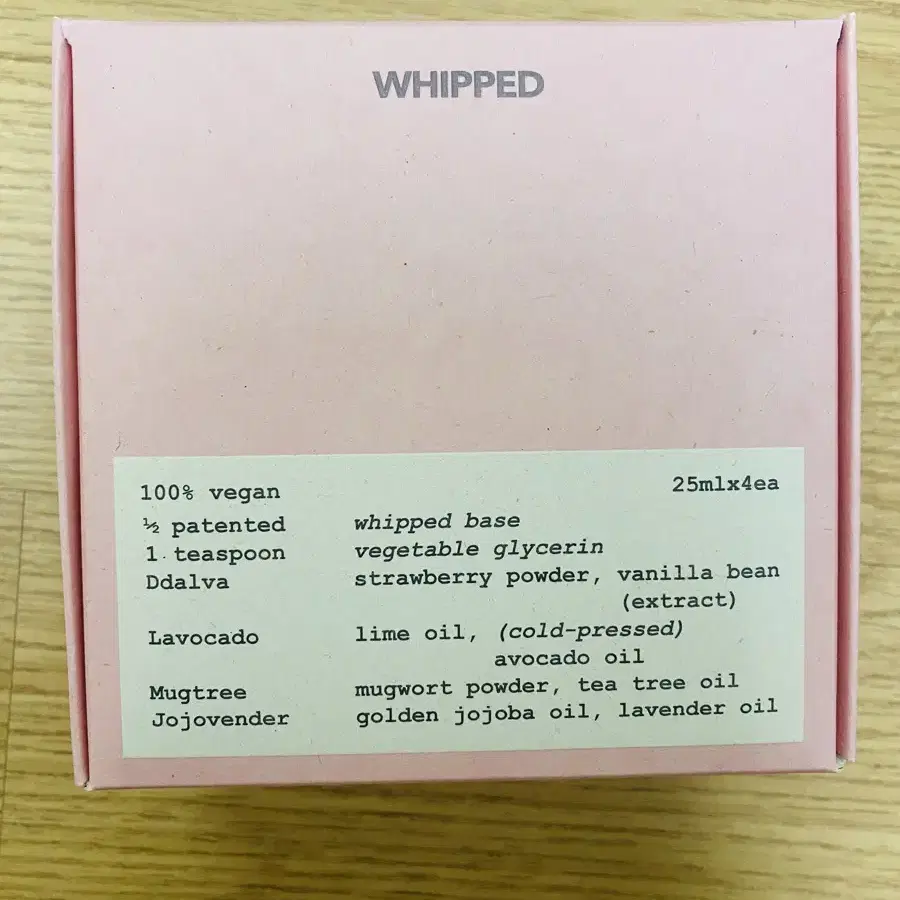 WHIPPED
100% vegan 25mlx4ea
½ patented whipped base
1 teaspoon vegetable glycerin
Ddalva strawberry powder, vanilla bean
(extract)
Lavocado lime oil, (cold-pressed)
avocado oil
Mugtree mugwort powder, tea tree oil
Jojovender golden jojoba oil, lavender oil